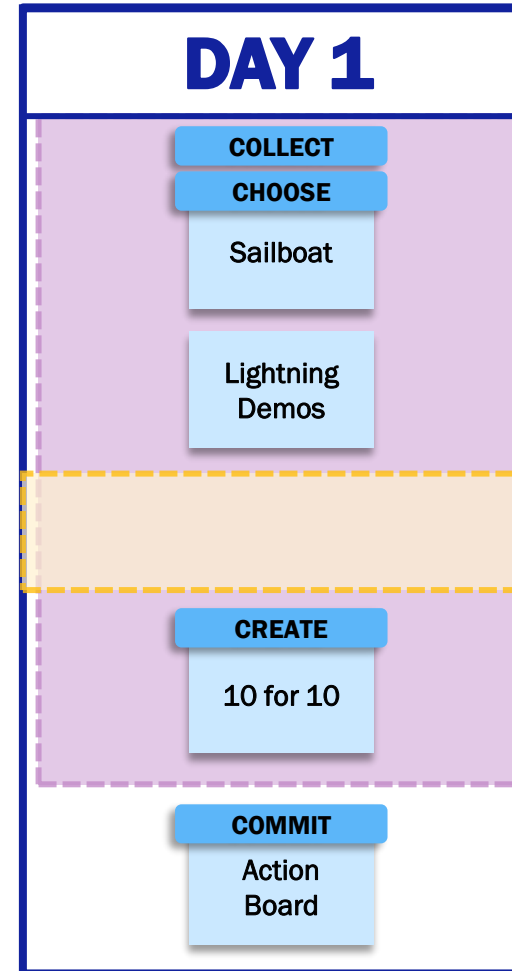 DAY 1
COLLECT
CHOOSE
Sailboat
Lightning
Demos
CREATE
10 for 10
COMMIT
Action
Board